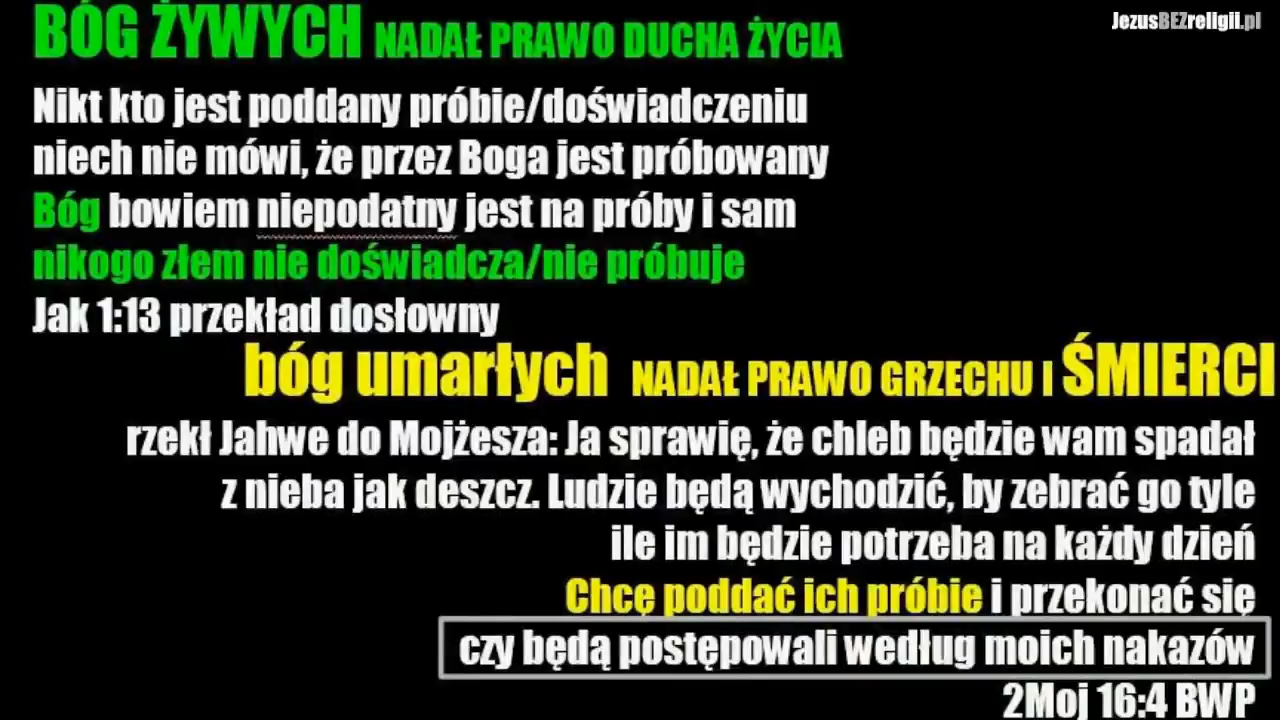 JezusBEZreligii.pl
BÓG ŻYWYCH NADAŁ PRAWO DUCHA ŻYCIA
Nikt kto jest poddany próbie/doświadczeniu
niech nie mówi, że przez Boga jest próbowany
Bóg bowiem niepodatny jest na próby i sam
nikogo złem nie doświadcza/nie próbuje
Jak 1:13 przekład dosłowny
bóg umarłych NADAŁ PRAWO GRZECHU I ŚMIERCI
rzekł Jahwe do Mojżesza: Ja sprawię, że chleb będzie wam spadał
z nieba jak deszcz. Ludzie będą wychodzić, by zebrać go tyle
ile im będzie potrzeba na każdy dzień
Chcę poddać ich próbie i przekonać się
czy będą postępowali według moich nakazów
2Moj 16:4 BWP